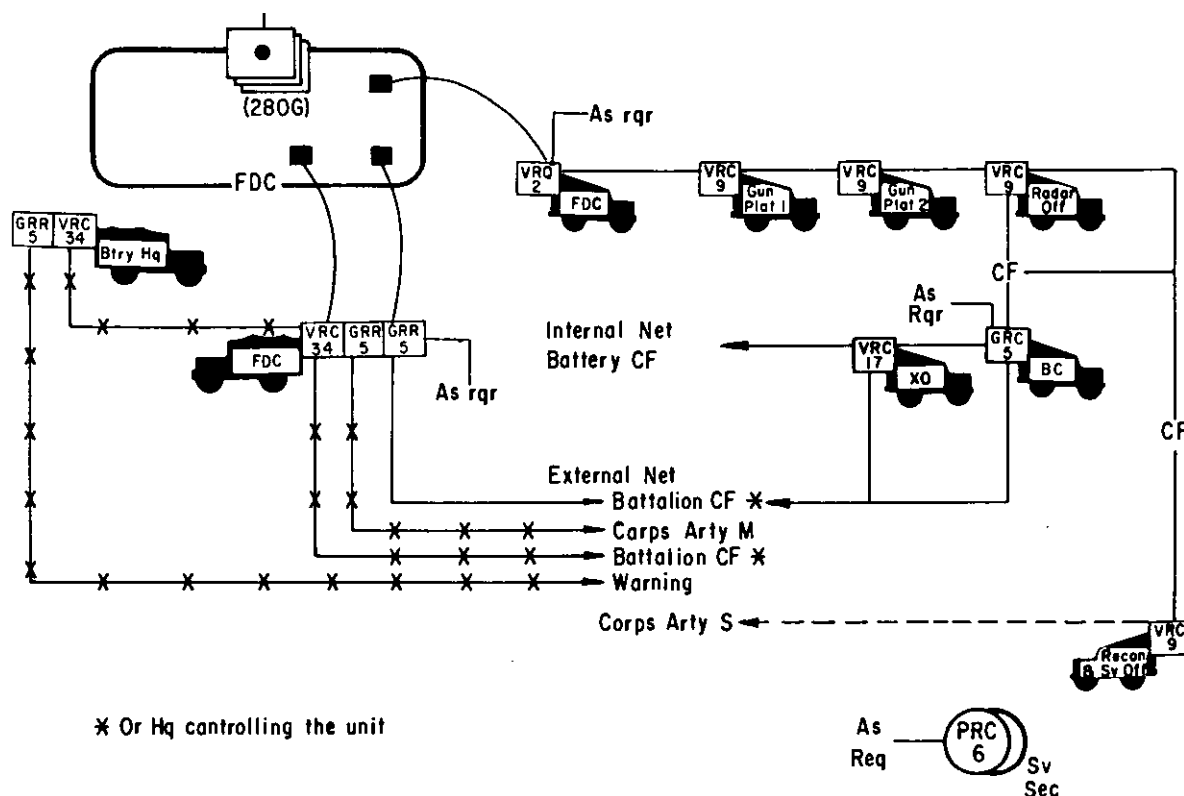 (280G)
FDC
As rqr
VRQ
2
FDC
VRC
9
Gun
Plat 1
VRC
9
Gun
Plat 2
VRC
9
Radar
Off
GRR
5
VRC
34
Btry Hq
CF
As
Rqr
VRC
34
GRR
5
GRR
5
FDC
As rqr
Internal Net
Battery CF
VRC
17
XO
GRC
5
BC
CF
External Net
Battalion CF *
Corps Arty M
Battalion CF *
Warning
Corps Arty S
VRC
9
Recon
& Sv Off
* Or Hq cantrolling the unit
As
Req
PRC
6
Sv
Sec